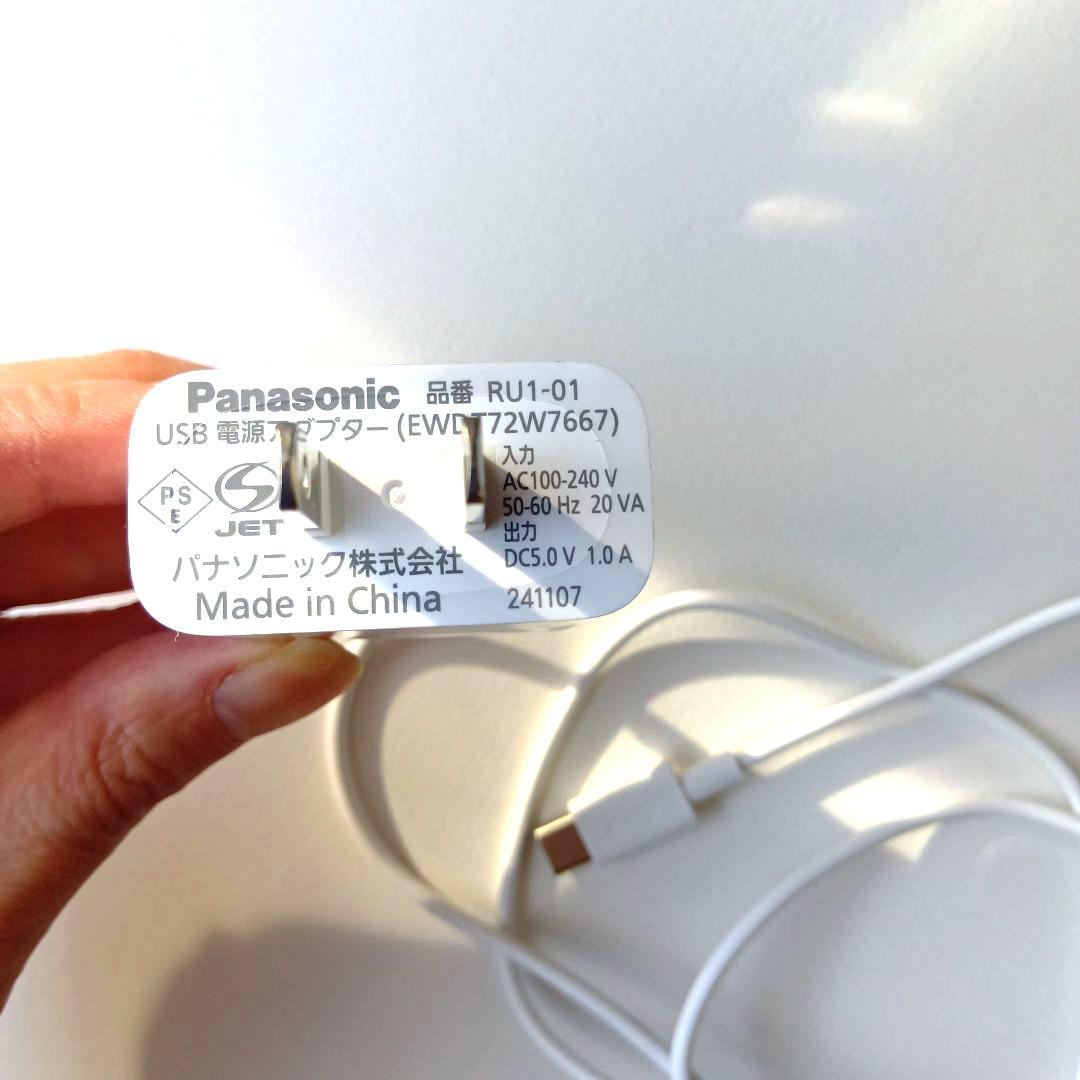 Panasonic 品番 RU1-01
USB 電源アダプター (EWDT72W7667)
PS
E
JET
入力
AC100-240 V
50-60 Hz 20 VA
出力
DC5.0 V 1.0 A
パナソニック株式会社
Made in China
241107